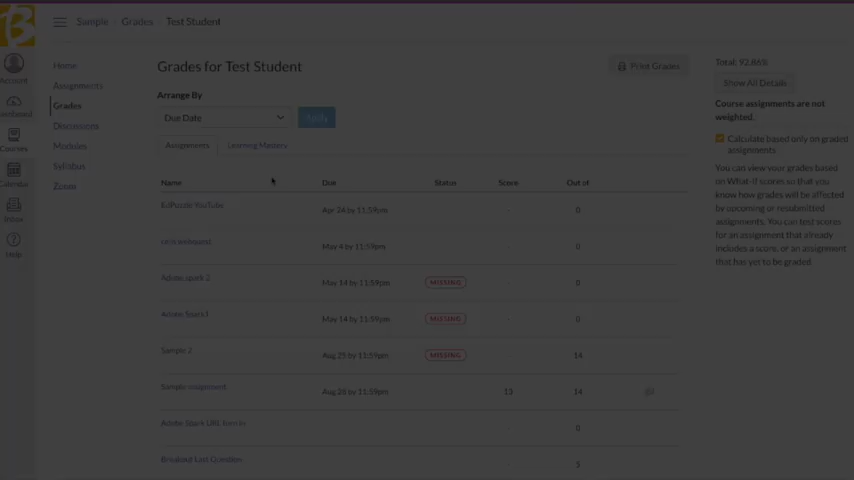 Sample
Grades
Test Student
Account
Courses
Calendar
Inbox
Help
Home
Assignments
Grades
Discussions
Modules
Syllabus
Zoom
Grades for Test Student
Print Grades
Arrange By
Due Date
Apply
Assignments
Learning Mastery
Name Due Status Score Out of
EdPuzzle YouTube Apr 24 by 11:59pm - 0
May 4 by 11:59pm - 0
Adobe spark 2 May 14 by 11:59pm MISSING - 0
Adobe Spark1 May 14 by 11:59pm MISSING - 0
Sample 2 Aug 25 by 11:59pm MISSING 14
Sample assignment Aug 26 by 11:59pm 13 14
Adobe Spark URL 0
Breakout Last Question 5
Total: 92.86%
Show All Details
Course assignments are not
weighted.
Calculate based only on graded
assignments
You can view your grades based
on What-If scores so that you
know how grades will be affected
by upcoming or resubmitted
assignments. You can test scores
for an assignment that already
includes a score, or an assignment
that has yet to be graded.